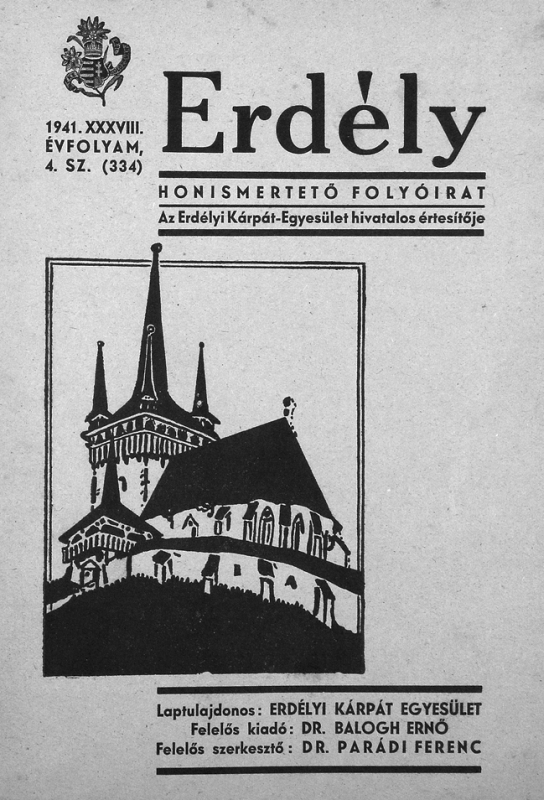 1941. XXXVIII.
ÉVFOLYAM,
4. SZ. (334)
Erdély
HONISMERTETŐ FOLYÓIRAT
Az Erdélyi Kárpát-Egyesület hivatalos értesítője
Laptulajdonos: ERDÉLYI KÁRPÁT EGYESÜLET
Felelős kiadó: DR. BALOGH ERNŐ
Felelős szerkesztő: DR. PARÁDI FERENC